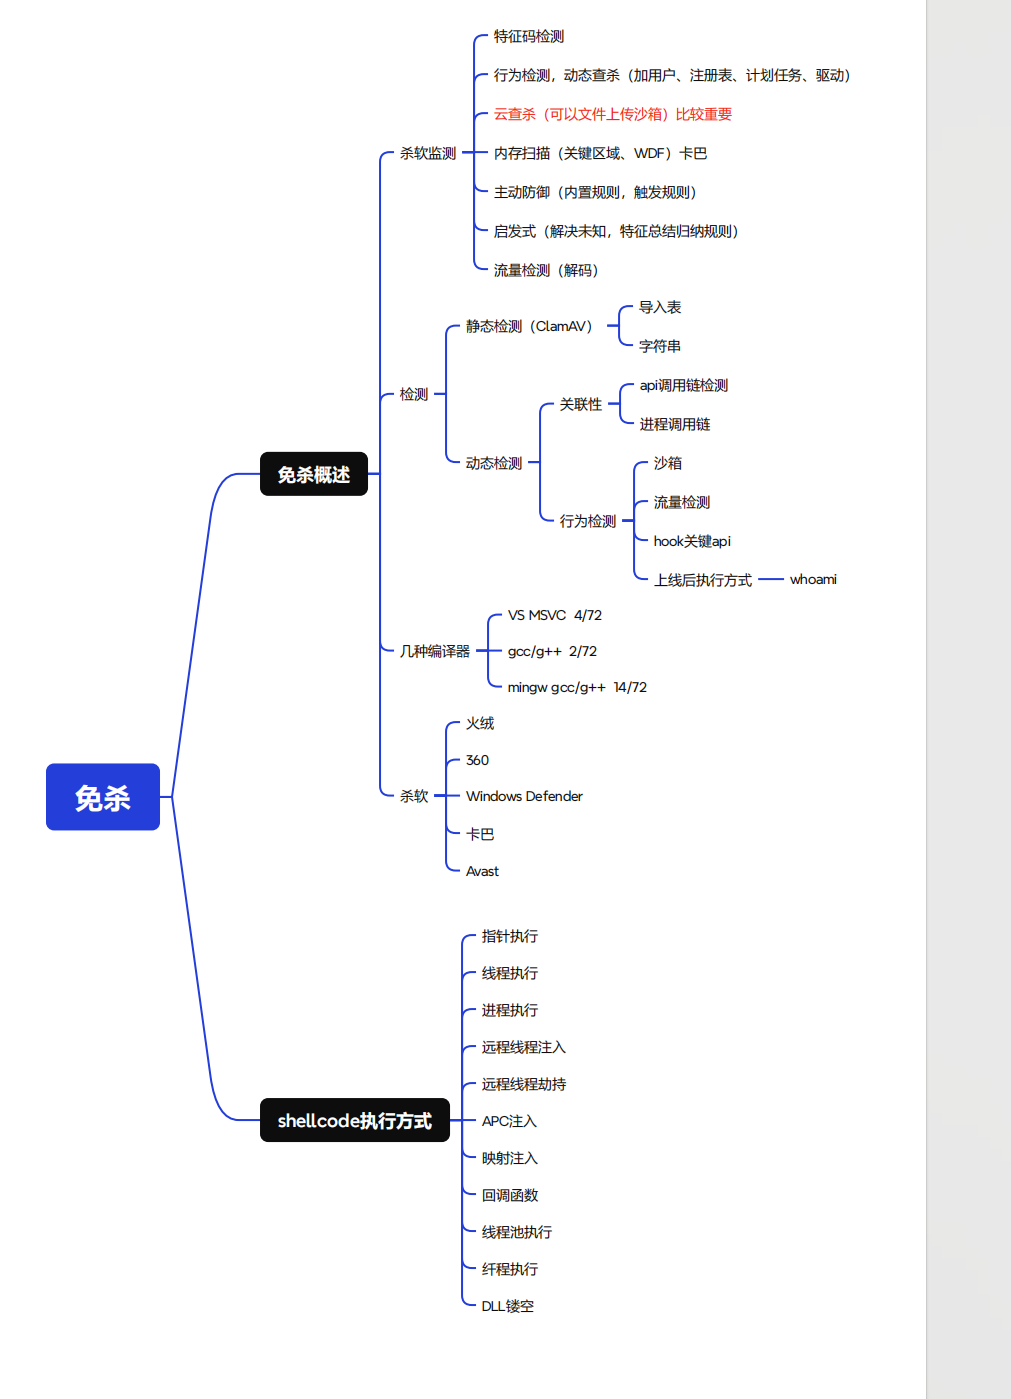 免杀
免杀概述
杀软监测
特征码检测
行为检测，动态查杀（加用户、注册表、计划任务、驱动）
云查杀（可以文件上传沙箱）比较重要
内存扫描（关键区域、WDF）卡巴
主动防御（内置规则，触发规则）
启发式（解决未知，特征总结归纳规则）
流量检测（解码）
检测
静态检测（ClamAV）
导入表
字符串
动态检测
关联性
api调用链检测
进程调用链
行为检测
沙箱
流量检测
hook关键api
上线后执行方式
whoami
几种编译器
VS MSVC 4/72
gcc/g++ 2/72
mingw gcc/g++ 14/72
杀软
火绒
360
Windows Defender
卡巴
Avast
shellcode执行方式
指针执行
线程执行
进程执行
远程线程注入
远程线程劫持
APC注入
映射注入
回调函数
线程池执行
纤程执行
DLL镂空